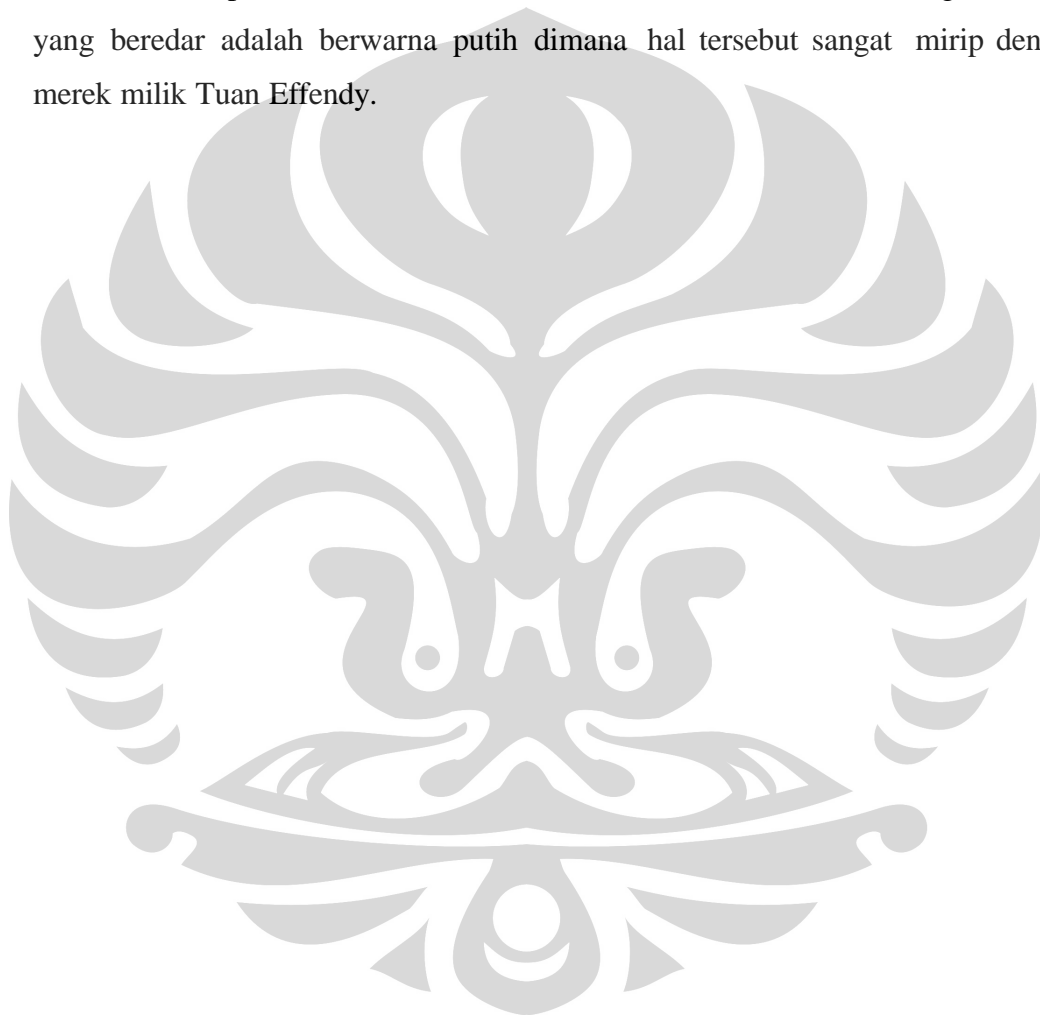 yang beredar adalah berwarna putih dimana hal tersebut sangat mirip den
merek milik Tuan Effendy.